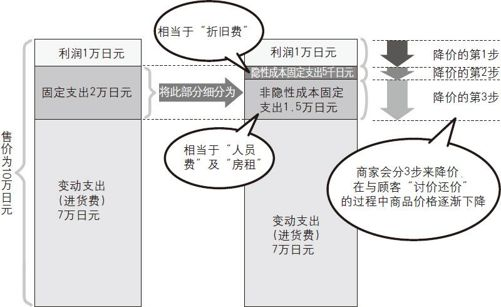 售价为10万日元
利润1万日元
固定支出2万日元
变动支出
(进货费)
7万日元
将此部分细分为
相当于“折旧费”
利润1万日元
隐性成本固定支出5千日元
非隐性成本固定
支出1.5万日元
相当于“人员
费”及“房租”
变动支出
(进货费)
7万日元
降价的第1步
降价的第2步
降价的第3步
商家会分3步来降价
在与顾客“讨价还价”
的过程中商品价格逐渐下降